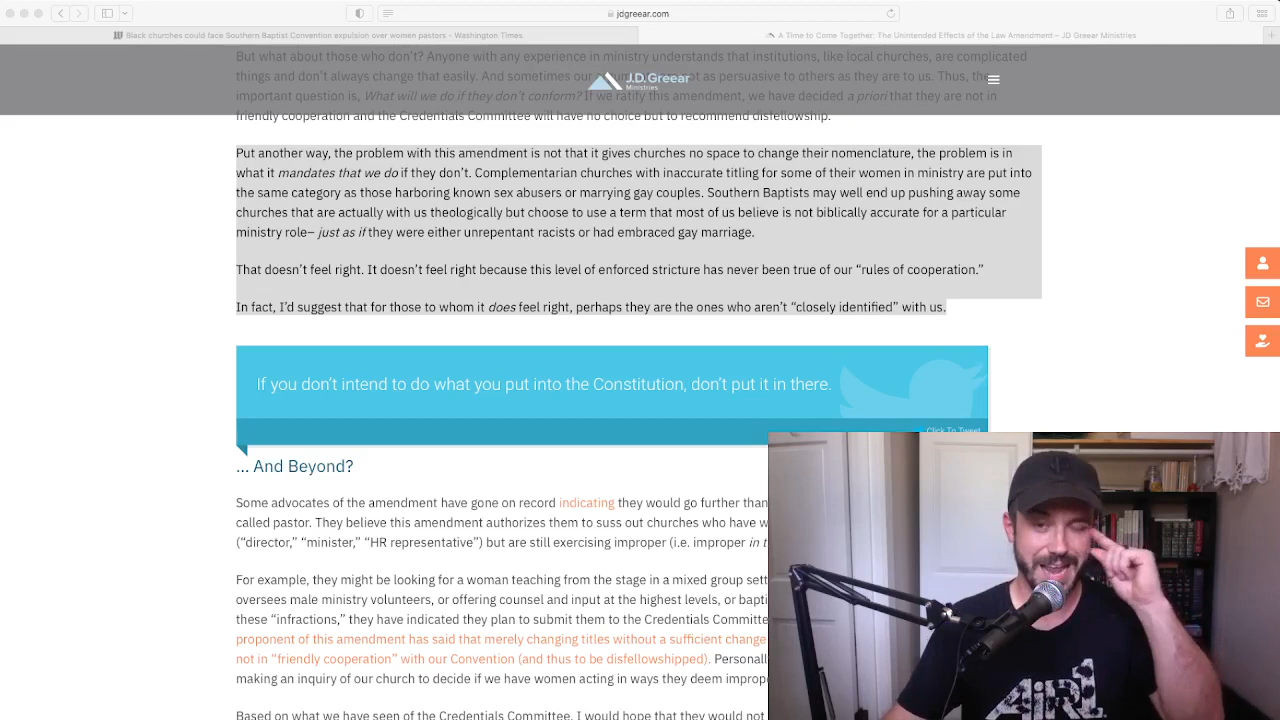 jdgreear.com
Black churches could face Southern Baptist Convention expulsion over women pastors - Washington Times
A Time to Come Together: The Unintended Effects of the Law Amendment – JD Greear Ministries
But what about those who don't? Anyone with any experience in ministry understands that institutions, like local churches, are complicated
things and don't always change that easily. And sometimes our not as persuasive to others as they are to us. Thus, the
J.D.Greear
Ministries
important question is, What will we do if they don't conform? If we ratify this amendment, we have decided a priori that they are not in
friendly cooperation and the Credentials Committee will have no choice but to recommend disfellowship.
Put another way, the problem with this amendment is not that it gives churches no space to change their nomenclature, the problem is in
what it mandates that we do if they don't. Complementarian churches with inaccurate titling for some of their women in ministry are put into
the same category as those harboring known sex abusers or marrying gay couples. Southern Baptists may well end up pushing away some
churches that are actually with us theologically but choose to use a term that most of us believe is not biblically accurate for a particular
ministry role– just as if they were either unrepentant racists or had embraced gay marriage.
That doesn't feel right. It doesn't feel right because this level of enforced stricture has never been true of our “rules of cooperation.”
In fact, I'd suggest that for those to whom it does feel right, perhaps they are the ones who aren't “closely identified” with us.
If you don't intend to do what you put into the Constitution, don't put it in there.
Click To Tweet
... And Beyond?
Some advocates of the amendment have gone on record indicating they would go further than
called pastor. They believe this amendment authorizes them to suss out churches who have w
(“director,” “minister,” “HR representative”) but are still exercising improper (i.e. improper in t
For example, they might be looking for a woman teaching from the stage in a mixed group sett
oversees male ministry volunteers, or offering counsel and input at the highest levels, or bapti
these “infractions,” they have indicated they plan to submit them to the Credentials Committe
proponent of this amendment has said that merely changing titles without a sufficient change
not in “friendly cooperation” with our Convention (and thus to be disfellowshipped). Personall
making an inquiry of our church to decide if we have women acting in ways they deem improp
Based on what we have seen of the Credentials Committee, I would hope that they would not
AiR1